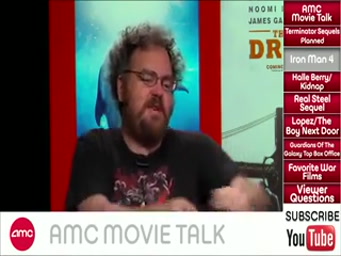 NOOMI
JAMES GA
DR
AMC
Movie Talk
Terminator Sequels
Planned
Iron Man 4
Halle Berry/
Kidnap
Real Steel
Sequel
Lopez/The
Boy Next Door
Guardians Of The
Galaxy Top Box Office
Favorite War
Films
Viewer
Questions
amc
AMC MOVIE TALK
SUBSCRIBE
YouTube